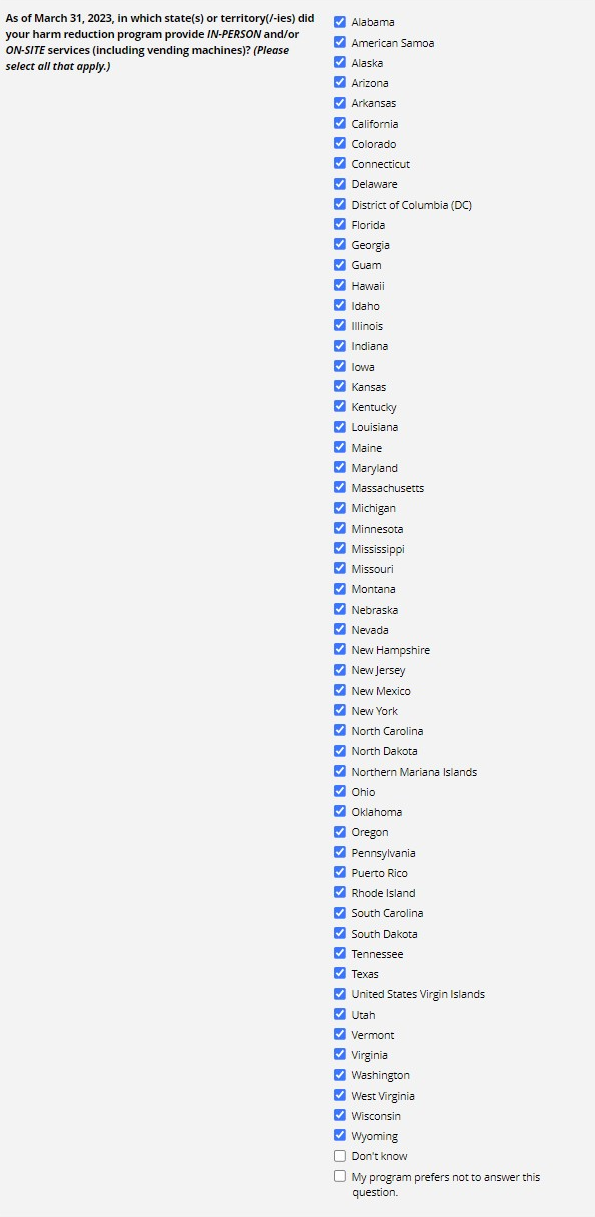 As of March 31, 2023, in which state(s) or territory(/-ies) did
your harm reduction program provide IN-PERSON and/or
ON-SITE services (including vending machines)? (Please
select all that apply.)
Alabama
American Samoa
Alaska
Arizona
Arkansas
California
Colorado
Connecticut
Delaware
District of Columbia (DC)
Florida
Georgia
Guam
Hawaii
Idaho
Illinois
Indiana
Iowa
Kansas
Kentucky
Louisiana
Maine
Maryland
Massachusetts
Michigan
Minnesota
Mississippi
Missouri
Montana
Nebraska
Nevada
New Hampshire
New Jersey
New Mexico
New York
North Carolina
North Dakota
Northern Mariana Islands
Ohio
Oklahoma
Oregon
Pennsylvania
Puerto Rico
Rhode Island
South Carolina
South Dakota
Tennessee
Texas
United States Virgin Islands
Utah
Vermont
Virginia
Washington
West Virginia
Wisconsin
Wyoming
Don't know
My program prefers not to answer this
question.